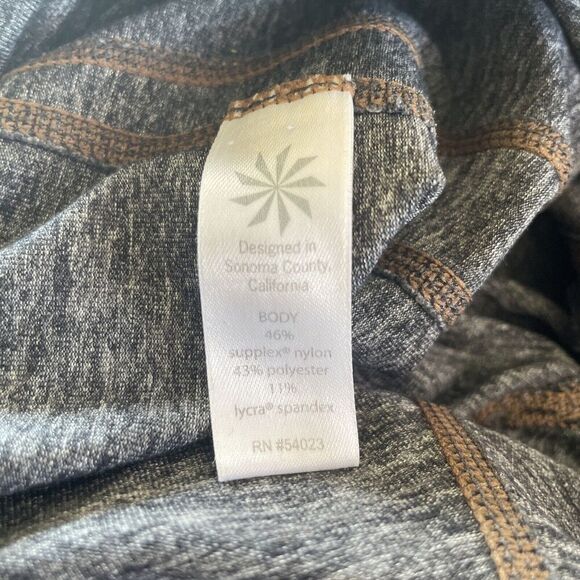 Designed in
Sonoma County,
California
BODY
46%
supplex® nylon
43% polyester
11%
lycra® spandex
RN #54023